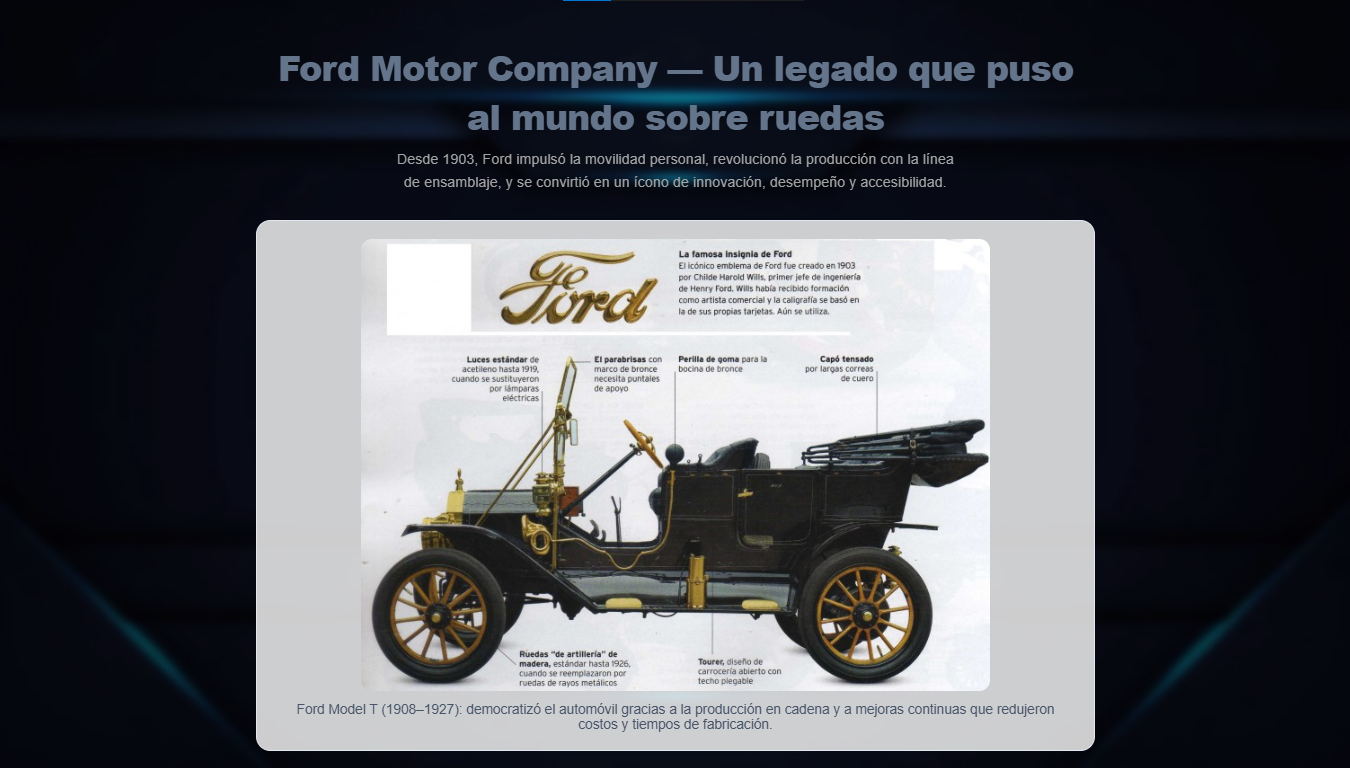 Ford Motor Company — Un legado que puso
al mundo sobre ruedas
Desde 1903, Ford impulsó la movilidad personal, revolucionó la producción con la línea
de ensamblaje, y se convirtió en un ícono de innovación, desempeño y accesibilidad.
Ford
La famosa insignia de Ford
El icónico emblema de Ford fue creado en 1903
por Childe Harold Wills, primer jefe de ingeniería
de Henry Ford. Wills había recibido formación
como artista comercial y la caligrafía se basó en
la de sus propias tarjetas. Aún se utiliza.
Luces estándar de
acetileno hasta 1919,
cuando se sustituyeron
por lámparas
eléctricas
El parabrisas con
marco de bronce
necesita puntales
de apoyo
Perilla de goma para la
bocina de bronce
Capó tensado
por largas correas
de cuero
Ruedas “de artillería” de
madera, estándar hasta 1926,
cuando se reemplazaron por
ruedas de rayos metálicos
Tourer, diseño de
carrocería abierto con
techo plegable
Ford Model T (1908–1927): democratizó el automóvil gracias a la producción en cadena y a mejoras continuas que redujeron
costos y tiempos de fabricación.